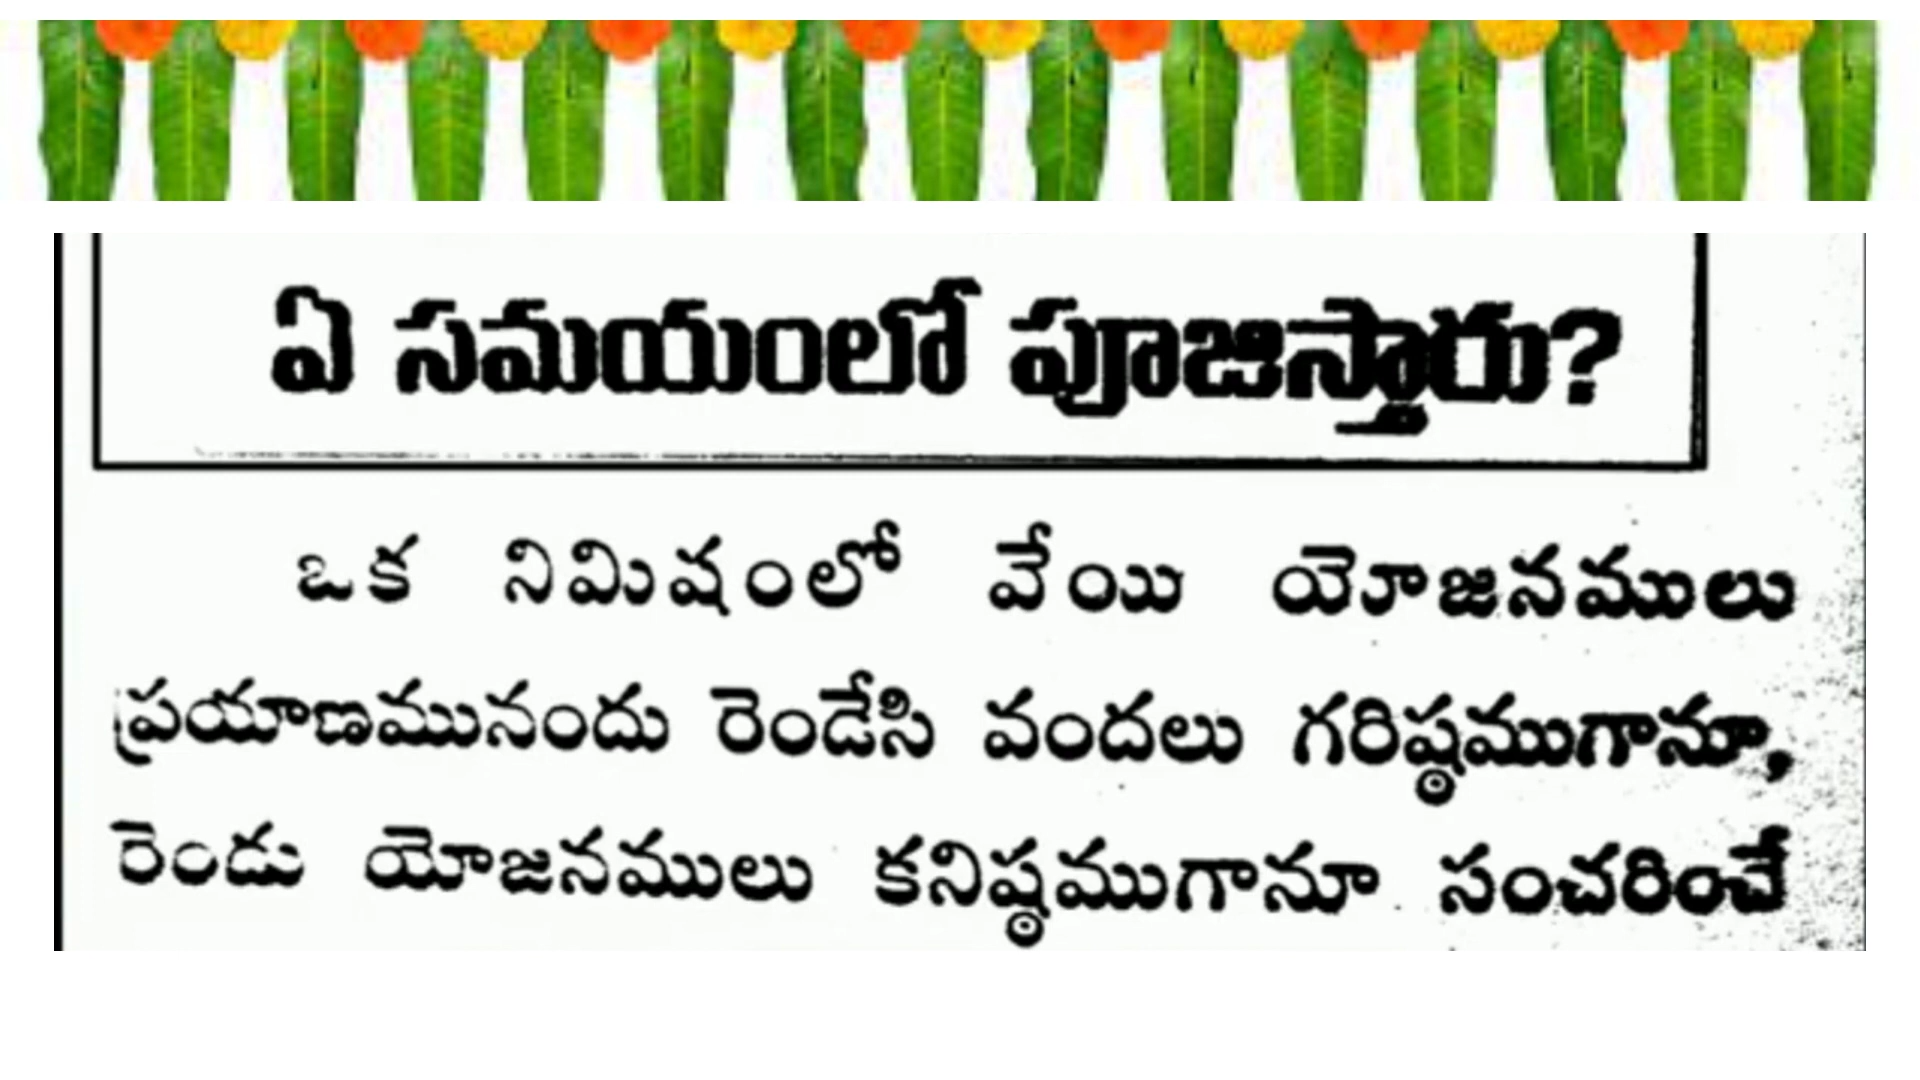 ఏ సమయంలో పూజిస్తారు?
ఒక నిమిషంలో వేయి యోజనములు
ప్రయాణమునందు రెండేసి వందలు గరిష్ఠముగానూ,
రెండు యోజనములు కనిష్ఠముగానూ సంచరించే